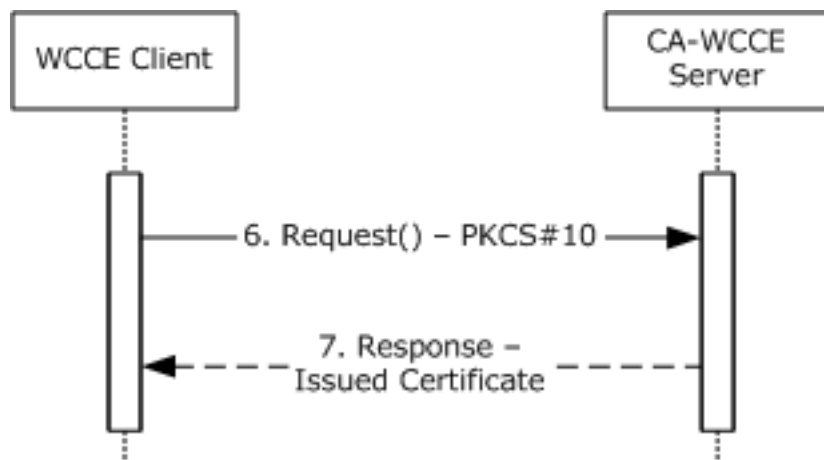 WCCE Client
CA-WCCE
Server
6. Request() – PKCS#10
7. Response –
Issued Certificate